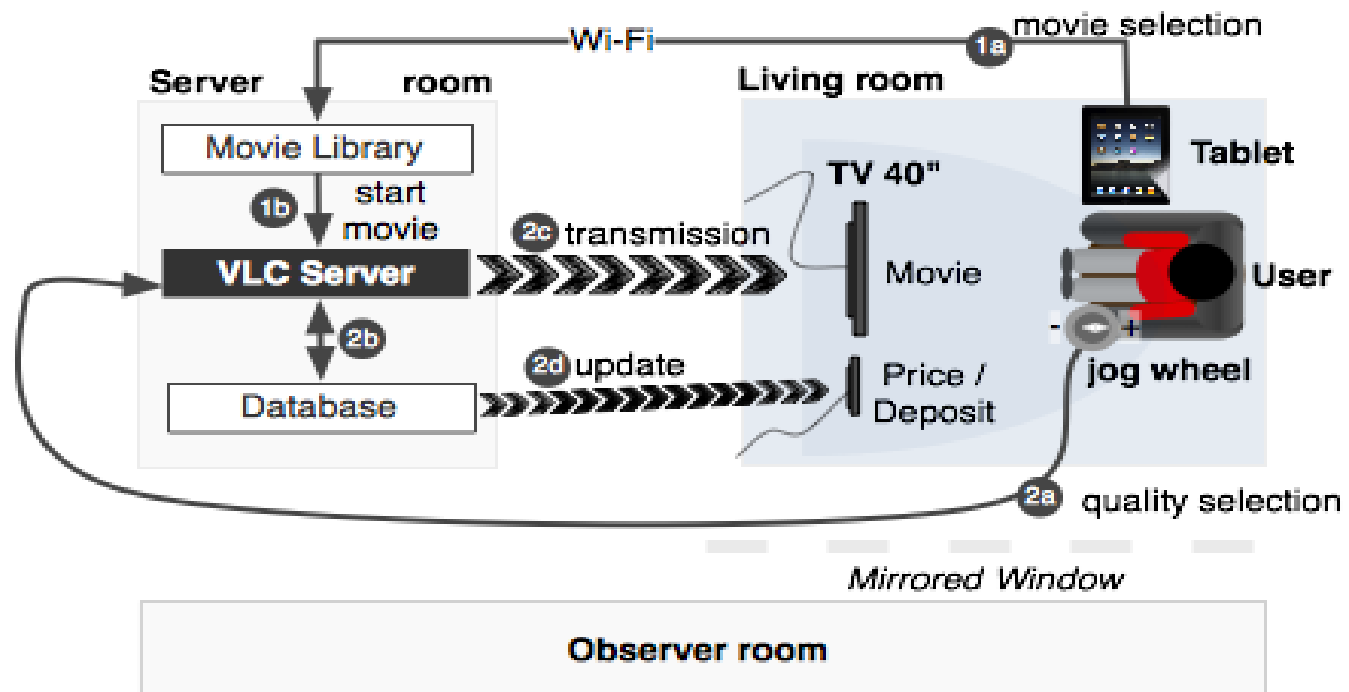 Wi-Fi
1a
movie selection
Server room
Living room
Movie Library
Tablet
TV 40"
1b
start
movie
2c transmission
VLC Server
Movie
User
2b
- +
2d update
Price /
Deposit
jog wheel
Database
2a quality selection
Mirrored Window
Observer room